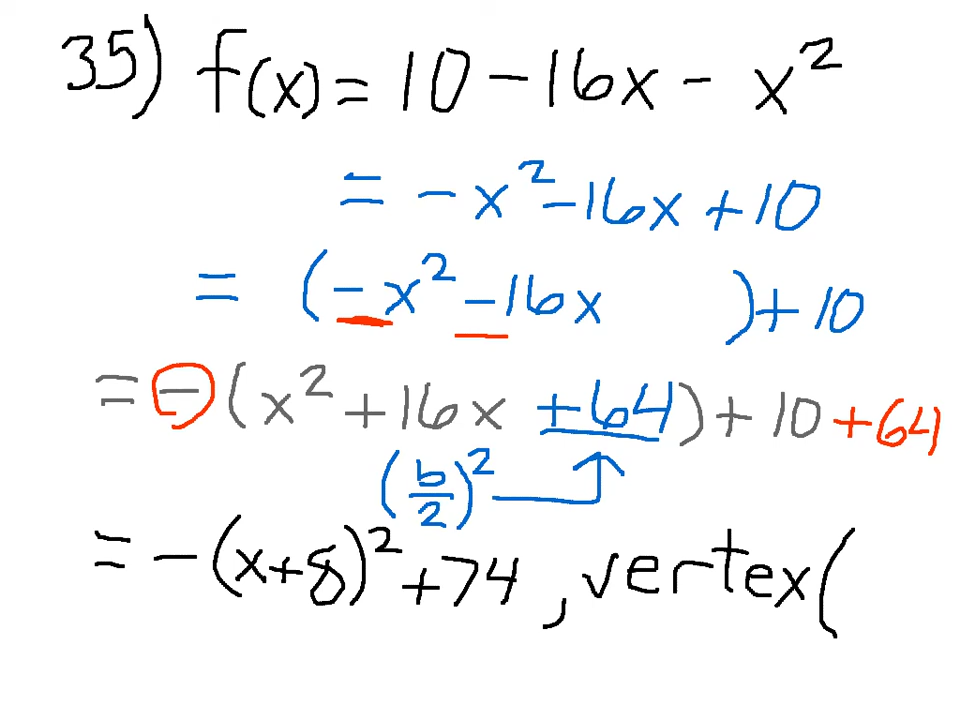 35) f(x) = 10 - 16x - x²
= -x² - 16x + 10
= (-x² - 16x ) + 10
= -(x² + 16x + 64) + 10 + 64
(b/2)²
= -(x+8)² + 74, vertex(